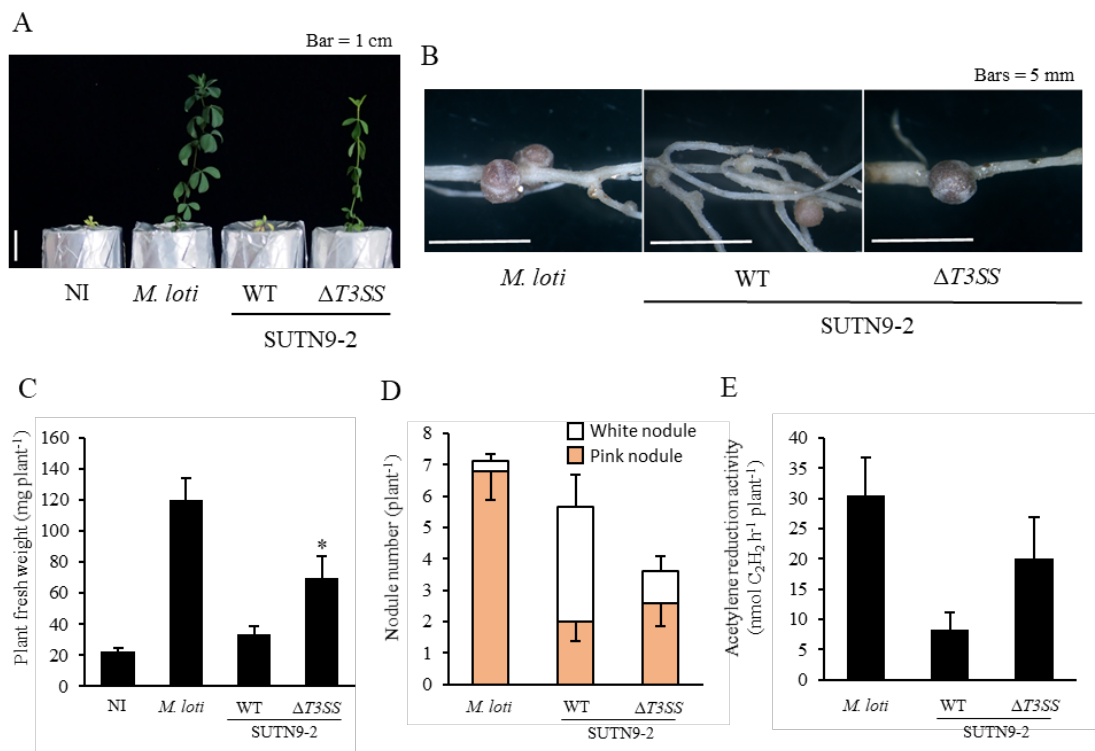 A
Bar = 1 cm
NI M. loti WT ΔT3SS
SUTN9-2
B
Bars = 5 mm
M. loti WT ΔT3SS
SUTN9-2
C
Plant fresh weight (mg plant⁻¹)
160
140
120
100
80
60
40
20
0
*
NI M. loti WT ΔT3SS
SUTN9-2
D
Nodule number (plant⁻¹)
White nodule
Pink nodule
8
7
6
5
4
3
2
1
0
M. loti WT ΔT3SS
SUTN9-2
E
Acetylene reduction activity
(nmol C₂H₂ h⁻¹ plant⁻¹)
40
35
30
25
20
15
10
5
0
M. loti WT ΔT3SS
SUTN9-2